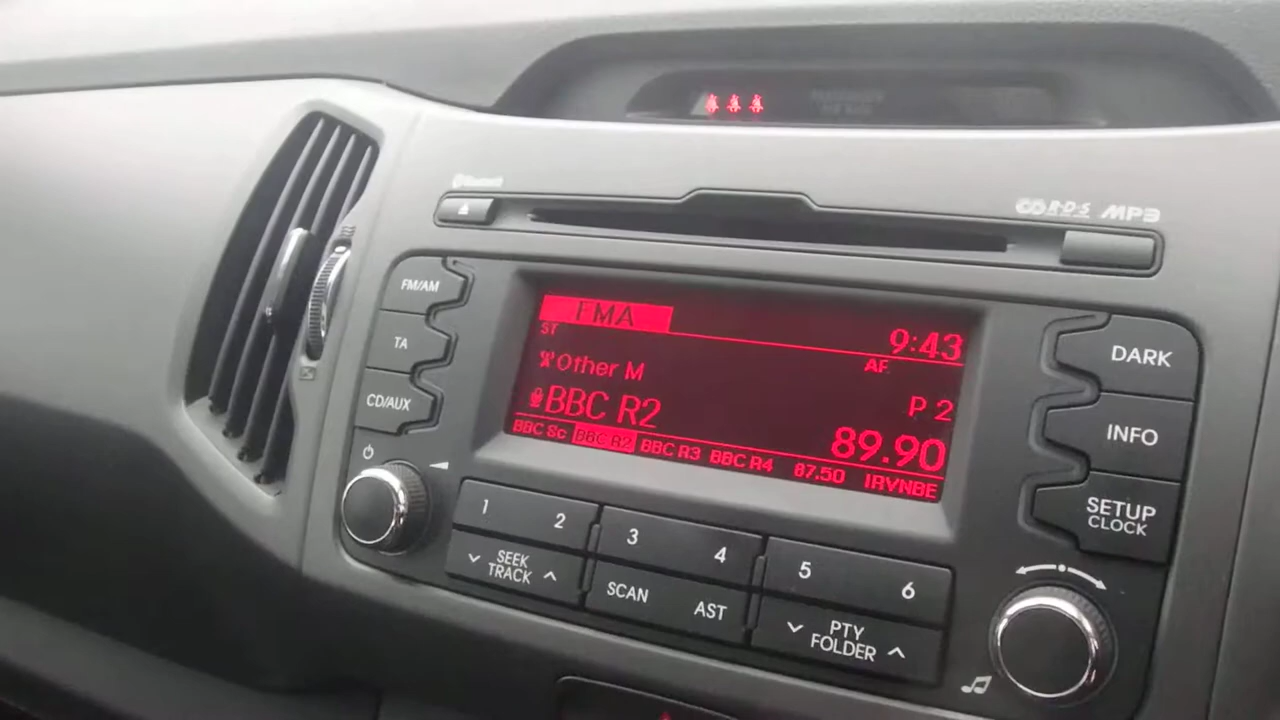 Bluetooth
RDS MP3
FM/AM
TA
CD/AUX
FMA
9:43
ST
AF
Other M
P 2
BBC R2
89.90
BBC Sc BBC R2 BBC R3 BBC R4 87.50 IRVNBE
DARK
INFO
SETUP
CLOCK
1 2 3 4 5 6
SEEK
TRACK
SCAN
AST
PTY
FOLDER